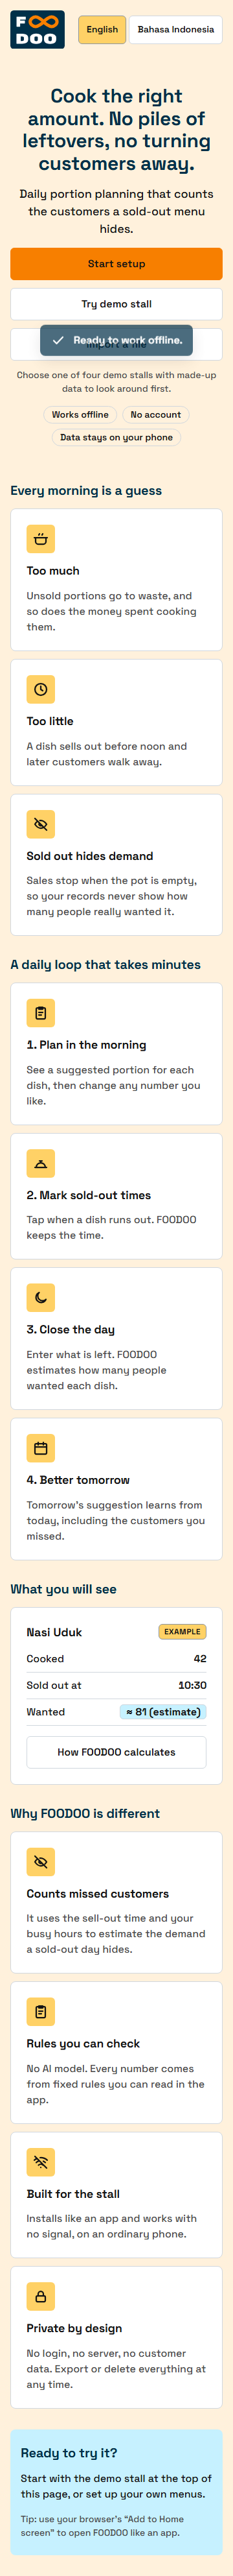 FOODOO
English
Bahasa Indonesia
Cook the right
amount. No piles of
leftovers, no turning
customers away.
Daily portion planning that counts
the customers a sold-out menu
hides.
Start setup
Try demo stall
Ready to work offline.
Choose one of four demo stalls with made-up
data to look around first.
Works offline
No account
Data stays on your phone
Every morning is a guess
Too much
Unsold portions go to waste, and
so does the money spent cooking
them.
Too little
A dish sells out before noon and
later customers walk away.
Sold out hides demand
Sales stop when the pot is empty,
so your records never show how
many people really wanted it.
A daily loop that takes minutes
1. Plan in the morning
See a suggested portion for each
dish, then change any number you
like.
2. Mark sold-out times
Tap when a dish runs out. FOODOO
keeps the time.
3. Close the day
Enter what is left. FOODOO
estimates how many people
wanted each dish.
4. Better tomorrow
Tomorrow's suggestion learns from
today, including the customers you
missed.
What you will see
Nasi Uduk
EXAMPLE
Cooked 42
Sold out at 10:30
Wanted ≈ 81 (estimate)
How FOODOO calculates
Why FOODOO is different
Counts missed customers
It uses the sell-out time and your
busy hours to estimate the demand
a sold-out day hides.
Rules you can check
No AI model. Every number comes
from fixed rules you can read in the
app.
Built for the stall
Installs like an app and works with
no signal, on an ordinary phone.
Private by design
No login, no server, no customer
data. Export or delete everything at
any time.
Ready to try it?
Start with the demo stall at the top of
this page, or set up your own menus.
Tip: use your browser's “Add to Home
screen” to open FOODOO like an app.